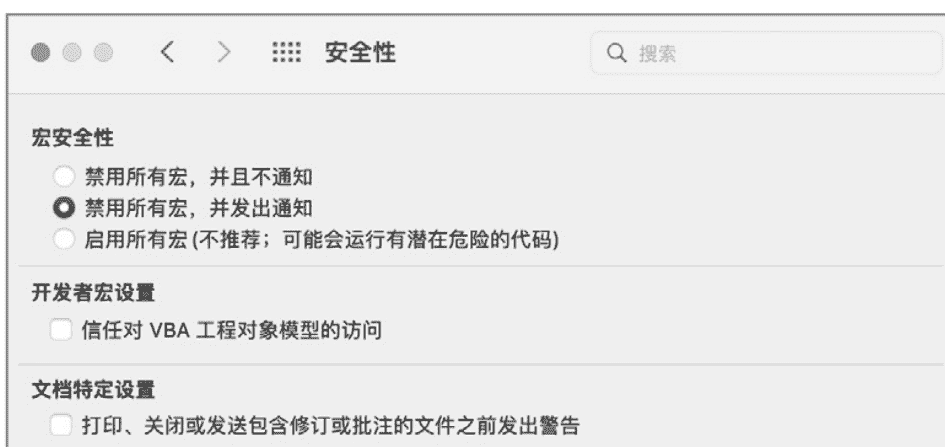 安全性
搜索
宏安全性
禁用所有宏，并且不通知
禁用所有宏，并发出通知
启用所有宏 (不推荐；可能会运行有潜在危险的代码)
开发者宏设置
信任对 VBA 工程对象模型的访问
文档特定设置
打印、关闭或发送包含修订或批注的文件之前发出警告